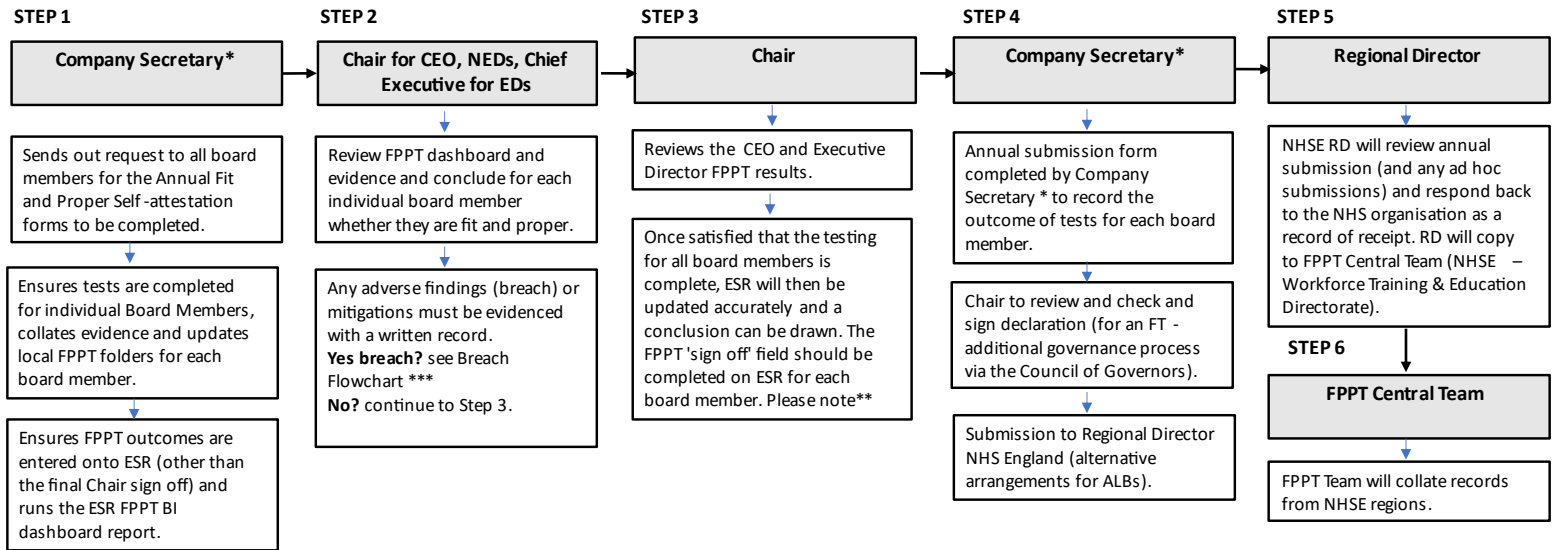 STEP 1
Company Secretary*
Sends out request to all board
members for the Annual Fit
and Proper Self -attestation
forms to be completed.
Ensures tests are completed
for individual Board Members,
collates evidence and updates
local FPPT folders for each
board member.
Ensures FPPT outcomes are
entered onto ESR (other than
the final Chair sign off) and
runs the ESR FPPT BI
dashboard report.
STEP 2
Chair for CEO, NEDs, Chief
Executive for EDs
Review FPPT dashboard and
evidence and conclude for each
individual board member
whether they are fit and proper.
Any adverse findings (breach) or
mitigations must be evidenced
with a written record.
Yes breach? see Breach
Flowchart ***
No? continue to Step 3.
STEP 3
Chair
Reviews the CEO and Executive
Director FPPT results.
Once satisfied that the testing
for all board members is
complete, ESR will then be
updated accurately and a
conclusion can be drawn. The
FPPT 'sign off' field should be
completed on ESR for each
board member. Please note**
STEP 4
Company Secretary*
Annual submission form
completed by Company
Secretary * to record the
outcome of tests for each board
member.
Chair to review and check and
sign declaration (for an FT -
additional governance process
via the Council of Governors).
Submission to Regional Director
NHS England (alternative
arrangements for ALBs).
STEP 5
Regional Director
NHSE RD will review annual
submission (and any ad hoc
submissions) and respond back
to the NHS organisation as a
record of receipt. RD will copy
to FPPT Central Team (NHSE –
Workforce Training & Education
Directorate).
STEP 6
FPPT Central Team
FPPT Team will collate records
from NHSE regions.